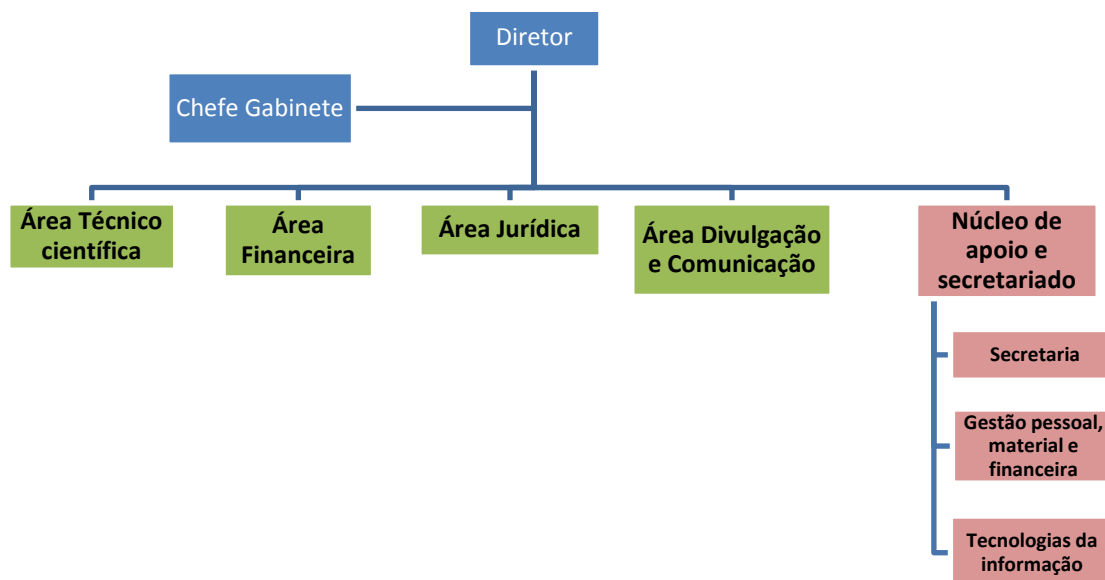 Diretor
Chefe Gabinete
Área Técnico
científica
Área
Financeira
Área Jurídica
Área Divulgação
e Comunicação
Núcleo de
apoio e
secretariado
Secretaria
Gestão pessoal,
material e
financeira
Tecnologias da
informação